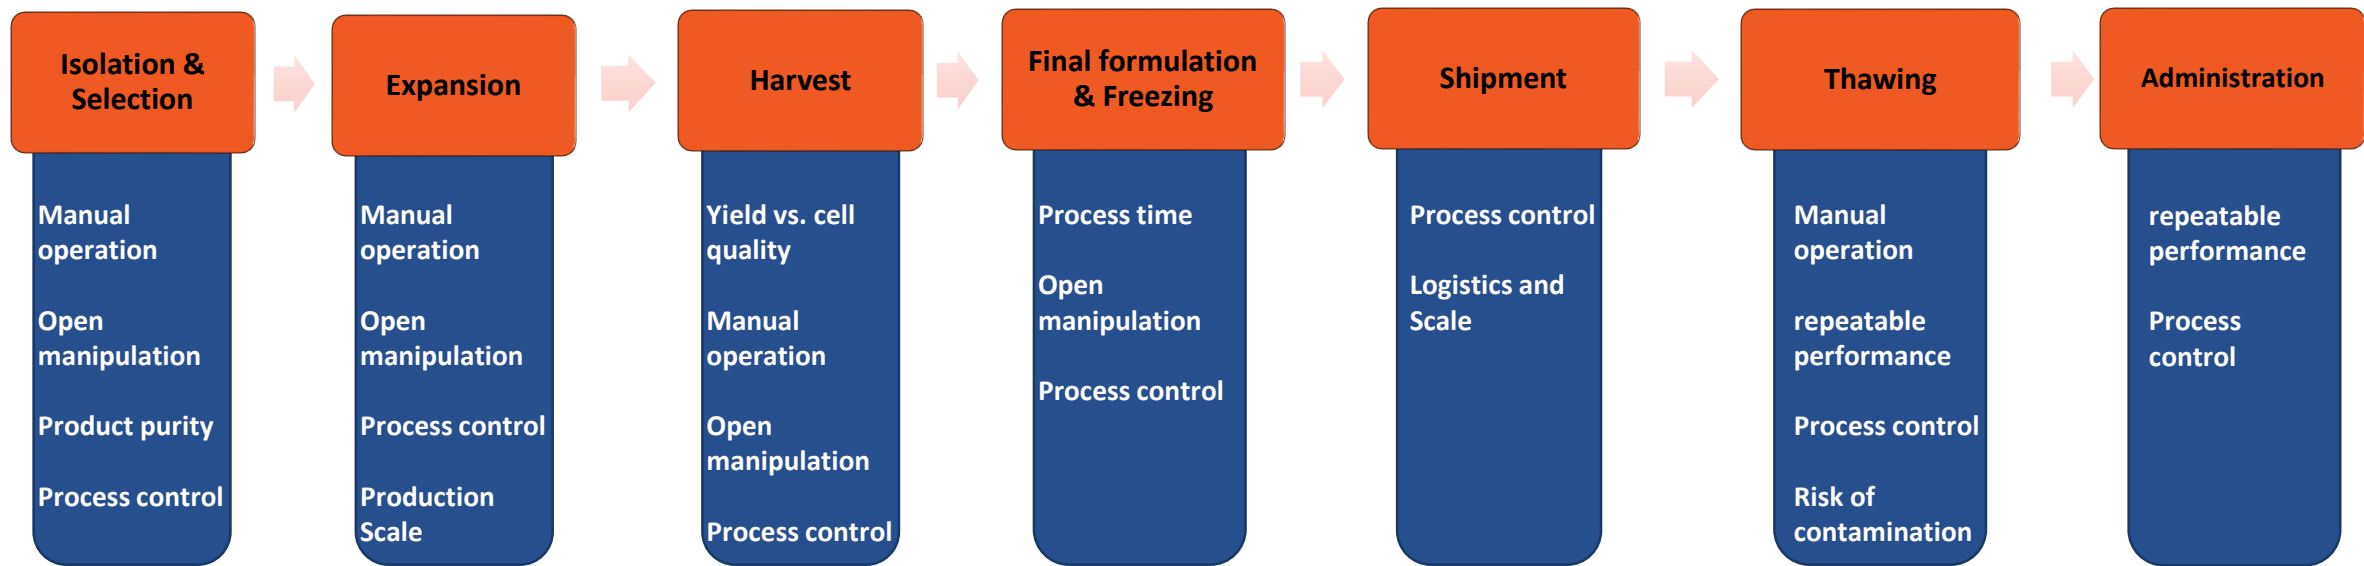 Isolation &
Selection
Manual
operation
Open
manipulation
Product purity
Process control
Expansion
Manual
operation
Open
manipulation
Process control
Production
Scale
Harvest
Yield vs. cell
quality
Manual
operation
Open
manipulation
Process control
Final formulation
& Freezing
Process time
Open
manipulation
Process control
Shipment
Process control
Logistics and
Scale
Thawing
Manual
operation
repeatable
performance
Process control
Risk of
contamination
Administration
repeatable
performance
Process
control